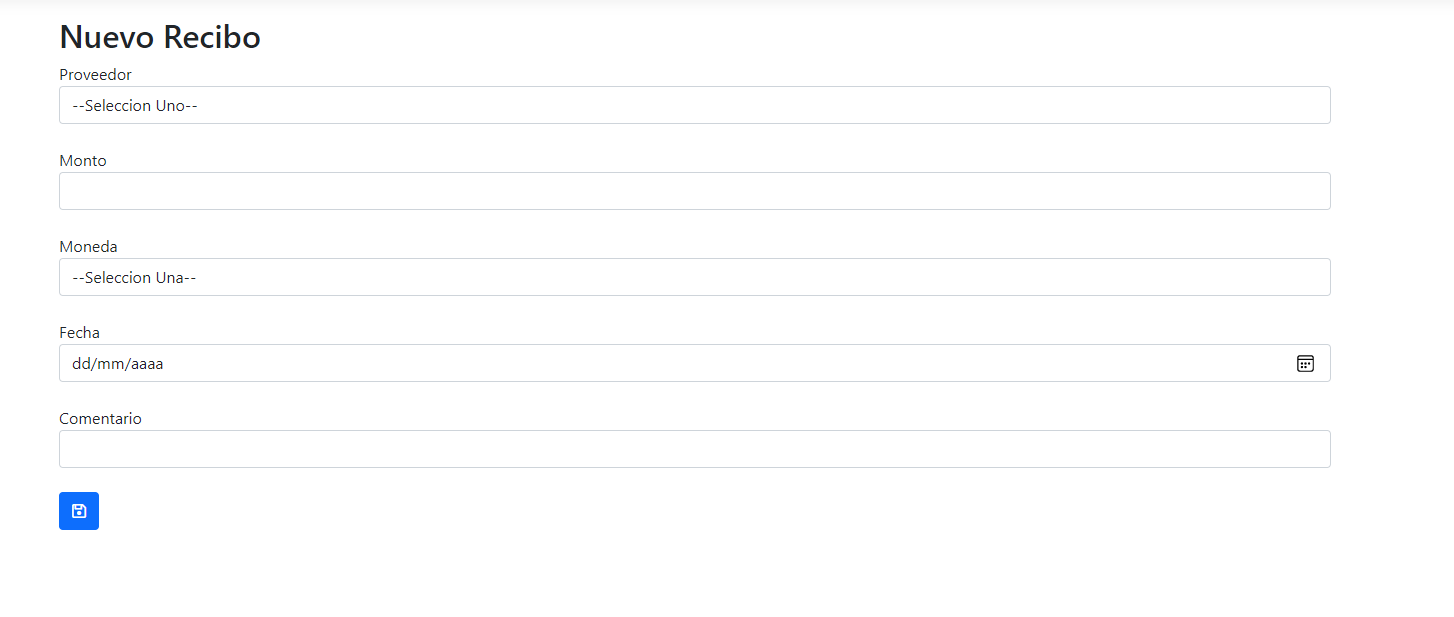 Nuevo Recibo
Proveedor
--Seleccion Uno--
Monto
Moneda
--Seleccion Una--
Fecha
dd/mm/aaaa
Comentario